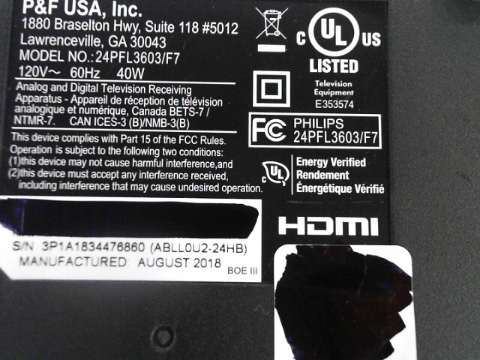 P&F USA, Inc.
1880 Braselton Hwy, Suite 118 #5012
Lawrenceville, GA 30043
MODEL NO.: 24PFL3603/F7
120V~ 60Hz 40W
Analog and Digital Television Receiving
Apparatus - Appareil de réception de télévision
analogique et numérique, Canada BETS-7 /
NTMR-7. CAN ICES-3 (B)/NMB-3(B)
This device complies with Part 15 of the FCC Rules.
Operation is subject to the following two conditions:
(1)this device may not cause harmful interference,and
(2)this device must accept any interference received,
including interference that may cause undesired operation.
C UL US
LISTED
Television
Equipment
E353574
FC PHILIPS
24PFL3603/F7
UL
Energy Verified
Rendement
Énergétique Vérifié
HDMI
S/N 3P1A1834476860 (ABLL0U2-24HB)
MANUFACTURED: AUGUST 2018
BOE III